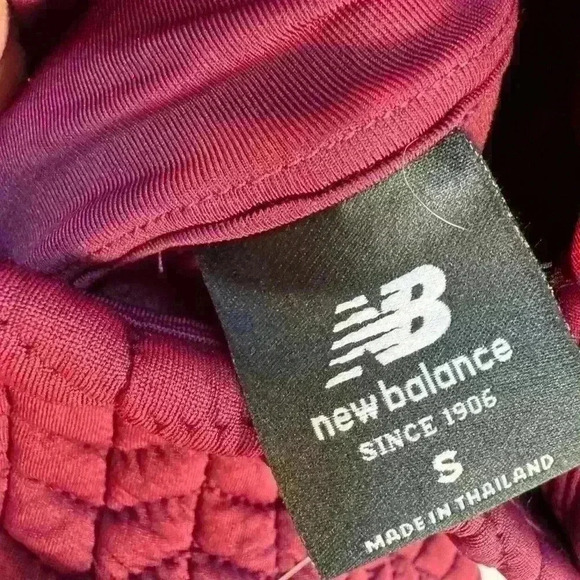 NB
new balance
SINCE 1906
S
MADE IN THAILAND